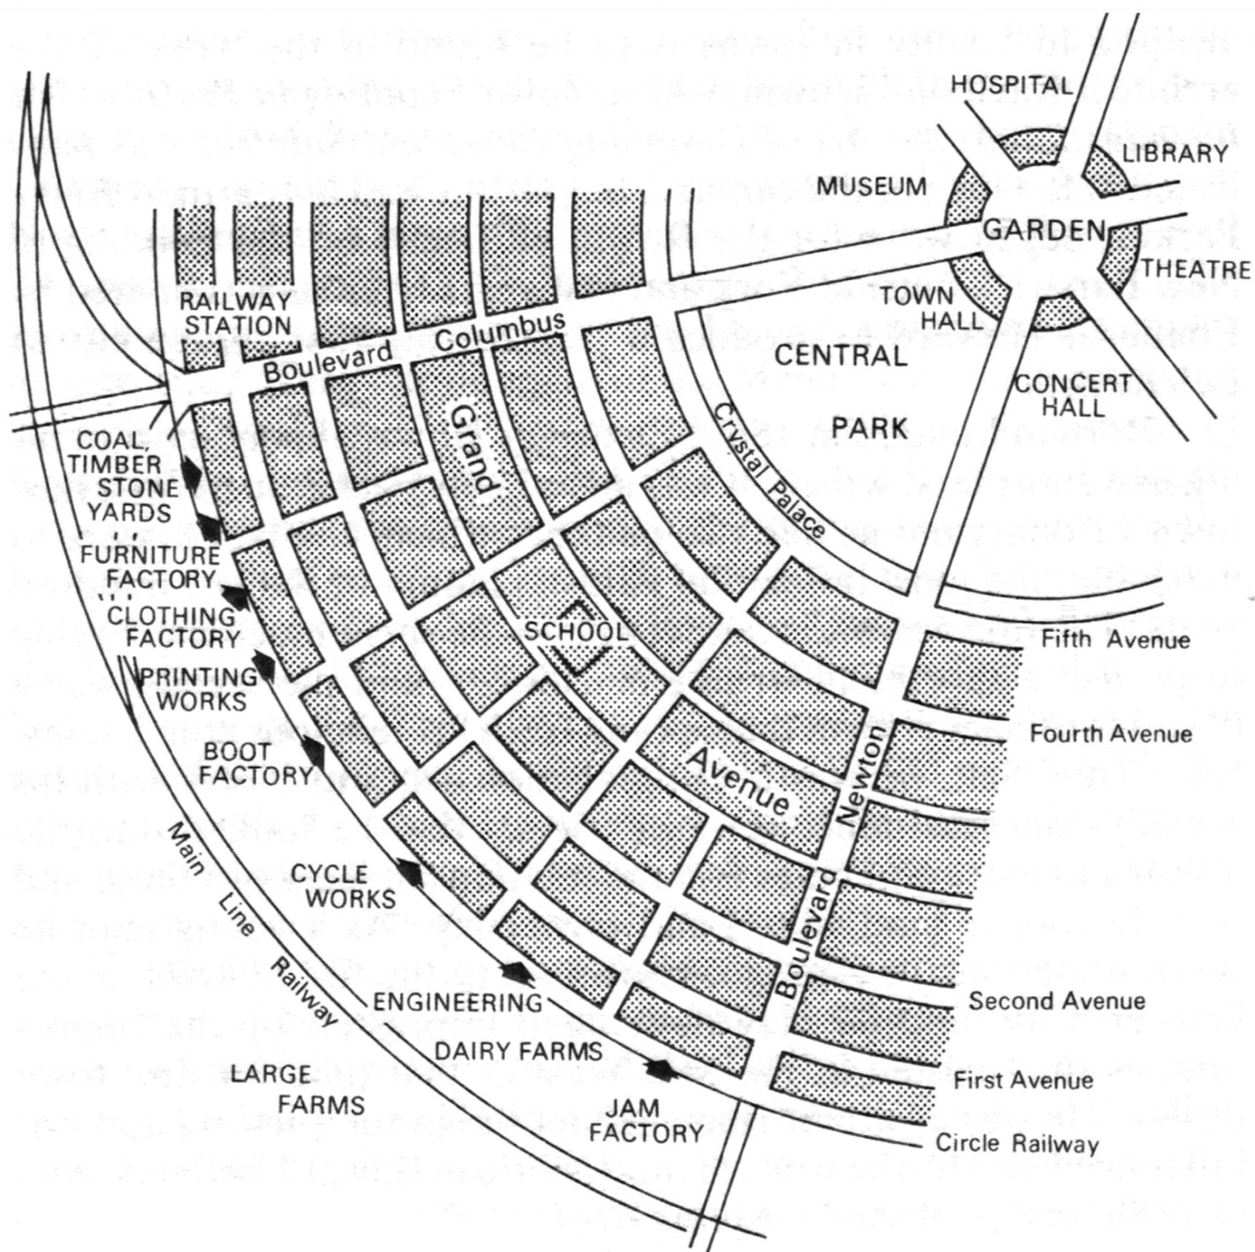 HOSPITAL
LIBRARY
MUSEUM
GARDEN
THEATRE
RAILWAY
STATION
TOWN
HALL
Boulevard Columbus
CENTRAL
PARK
CONCERT
HALL
Grand
Crystal Palace
COAL,
TIMBER
STONE
YARDS
FURNITURE
FACTORY
CLOTHING
FACTORY
SCHOOL
Fifth Avenue
PRINTING
WORKS
BOOT
FACTORY
Avenue
Fourth Avenue
Boulevard Newton
Main Line Railway
CYCLE
WORKS
ENGINEERING
Second Avenue
DAIRY FARMS
LARGE
FARMS
First Avenue
JAM
FACTORY
Circle Railway